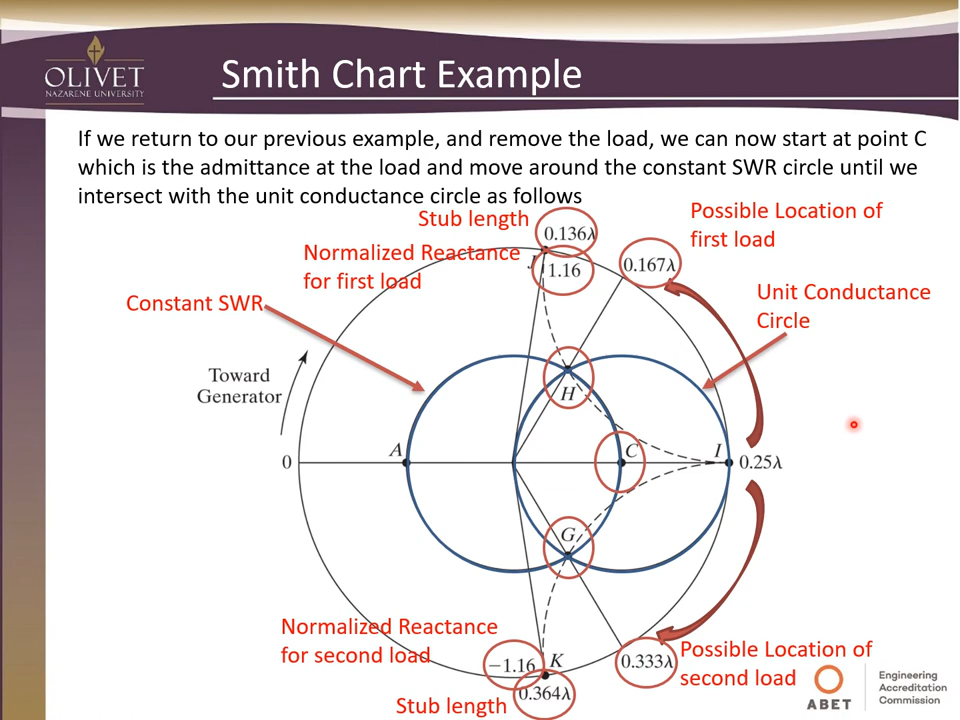 OLIVET
NAZARENE UNIVERSITY
Smith Chart Example
If we return to our previous example, and remove the load, we can now start at point C
which is the admittance at the load and move around the constant SWR circle until we
intersect with the unit conductance circle as follows
Stub length
0.136λ
Possible Location of
first load
Normalized Reactance
for first load
1.16
0.167λ
Constant SWR
Unit Conductance
Circle
Toward
Generator
H
A
C
I
0
0.25λ
G
Normalized Reactance
for second load
−1.16
K
0.333λ
Possible Location of
second load
0.364λ
Stub length
ABET
Engineering
Accreditation
Commission